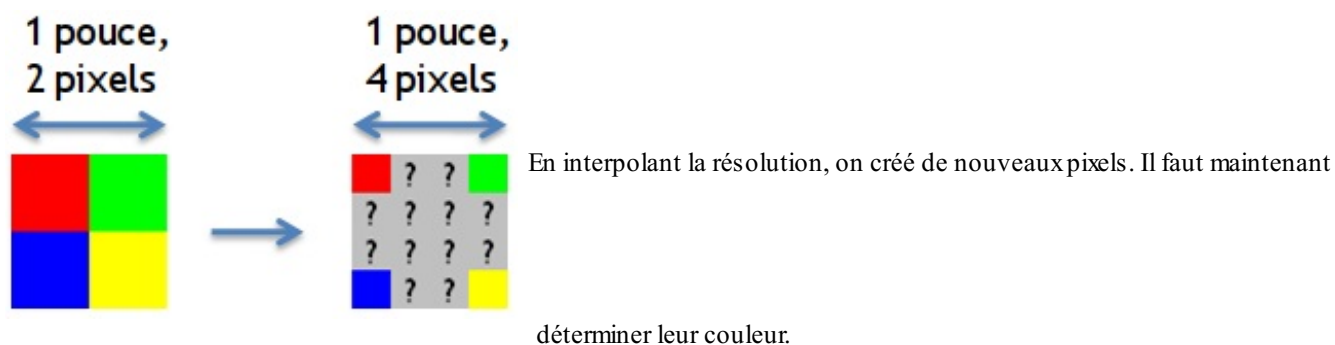 1 pouce,
2 pixels
1 pouce,
4 pixels
? ?
? ? ? ?
? ? ? ?
? ?
En interpolant la résolution, on créé de nouveaux pixels. Il faut maintenant
déterminer leur couleur.